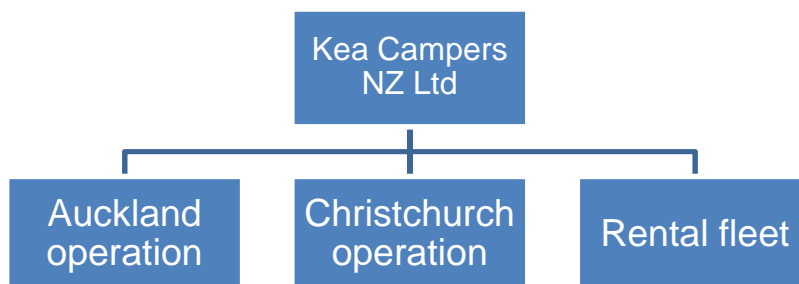 Kea Campers
NZ Ltd
Auckland
operation
Christchurch
operation
Rental fleet